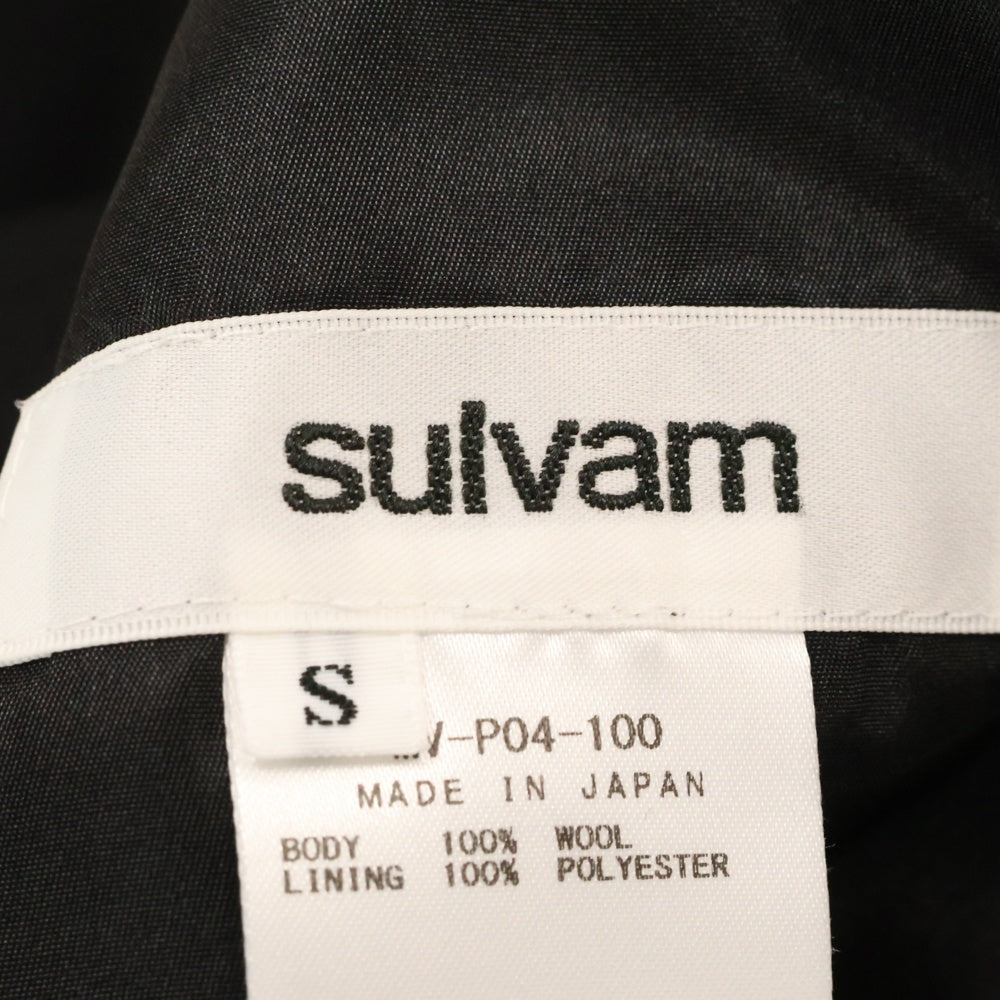 sulvam
S
V-P04-100
MADE IN JAPAN
BODY 100% WOOL
LINING 100% POLYESTER